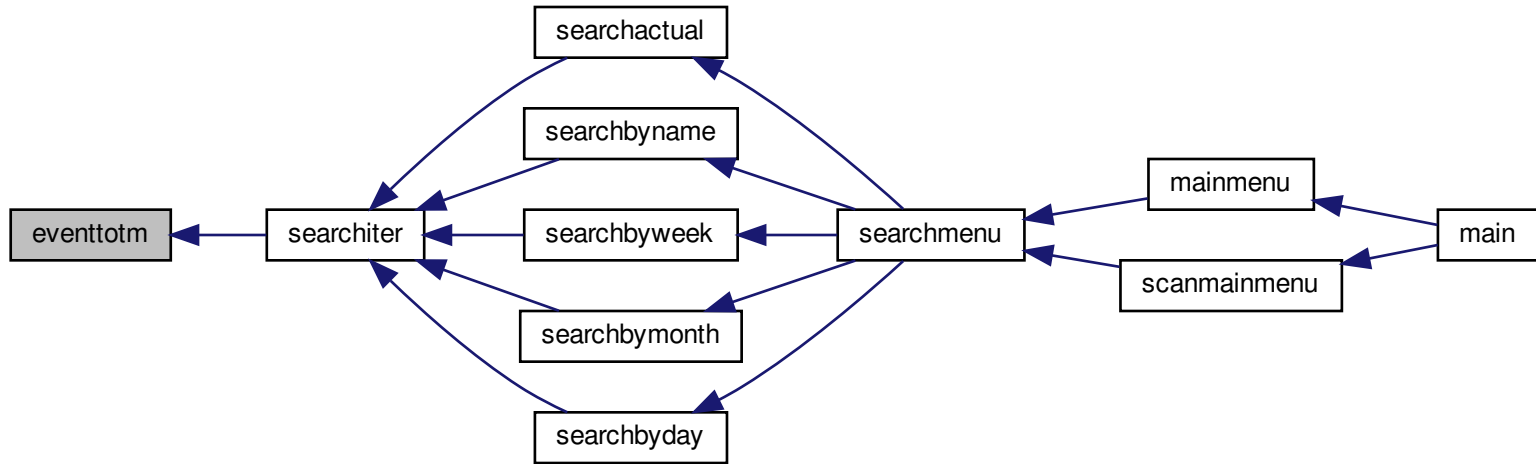 eventtotm
searchiter
searchactual
searchbyname
searchbyweek
searchbymonth
searchbyday
searchmenu
mainmenu
scanmainmenu
main